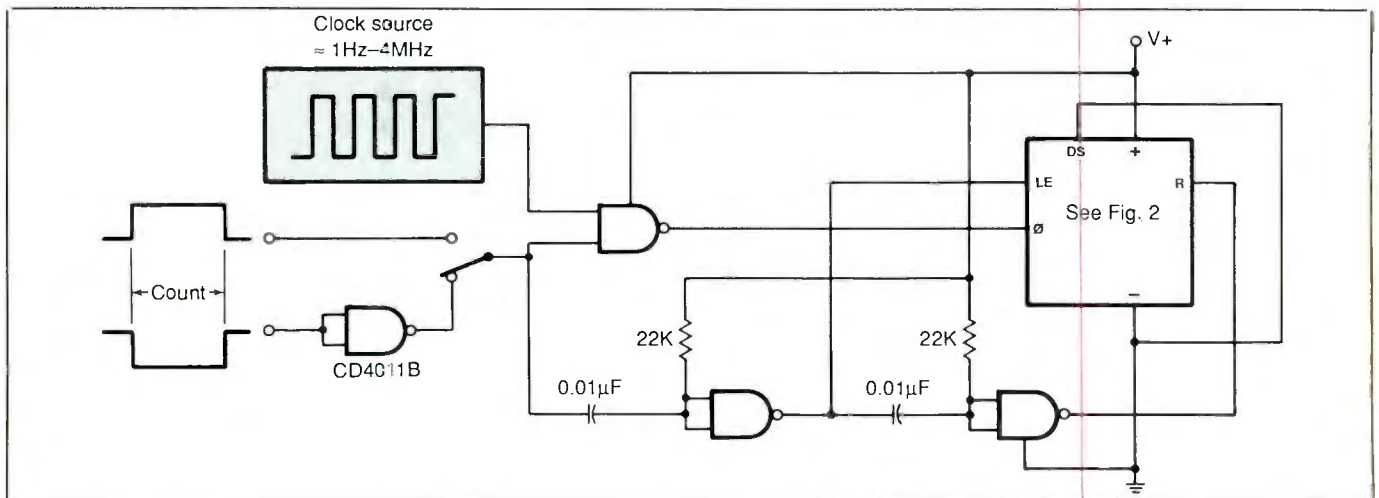 Clock source
≈ 1Hz–4MHz
V+
DS
+
LE
R
See Fig. 2
Ø
−
Count
CD4011B
22K
22K
0.01µF
0.01µF